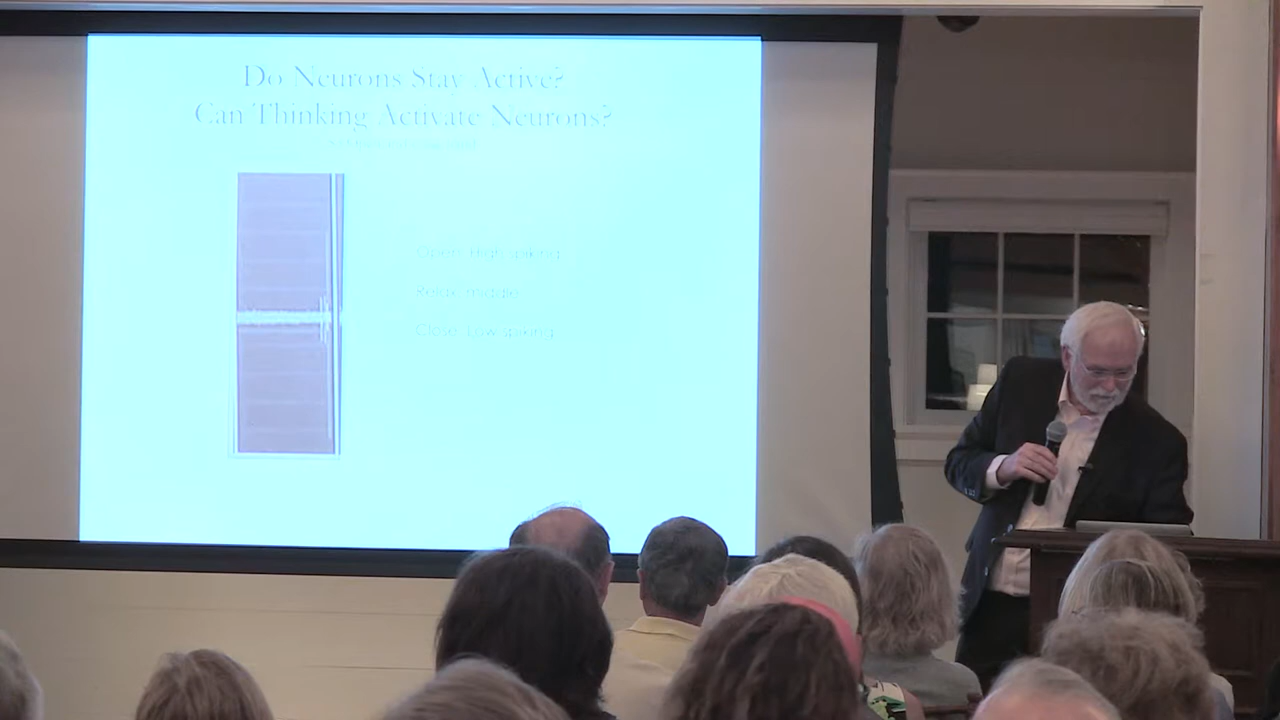 Do Neurons Stay Active?
Can Thinking Activate Neurons?
Open: High spiking
Relax: middle
Close: Low spiking